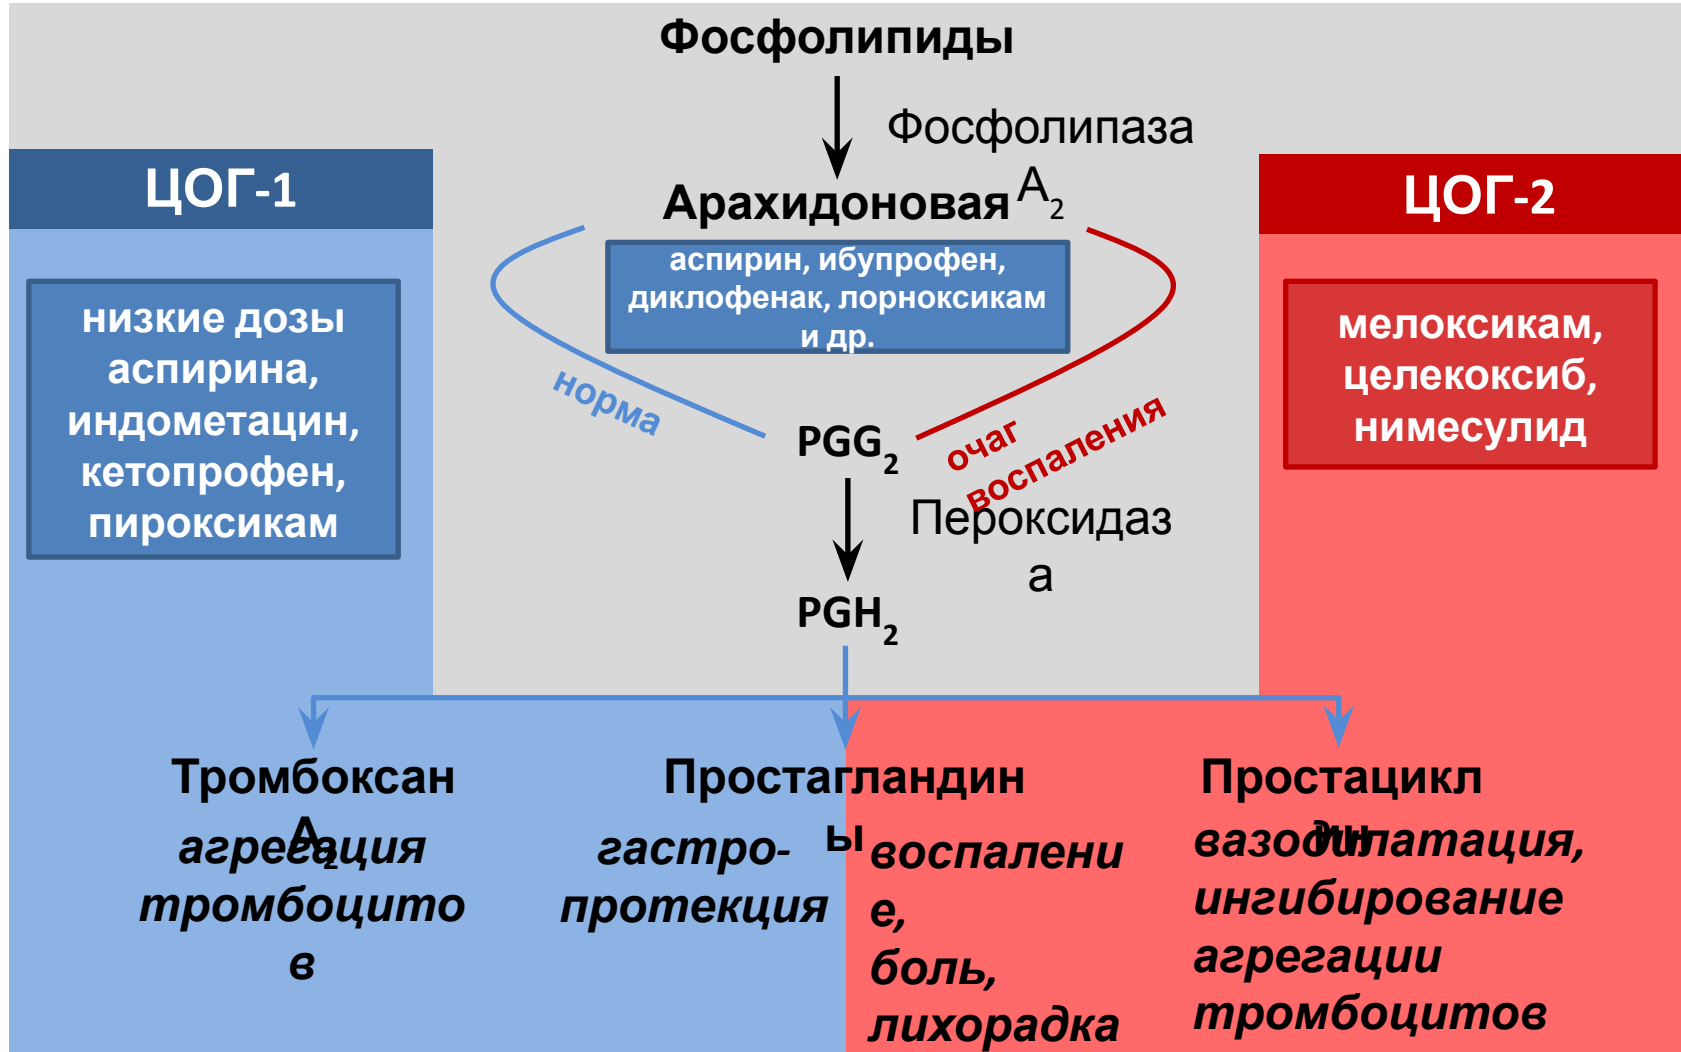 Фосфолипиды
Фосфолипаза
А2
Арахидоновая
ЦОГ-1
низкие дозы
аспирина,
индометацин,
кетопрофен,
пироксикам
аспирин, ибупрофен,
диклофенак, лорноксикам
и др.
ЦОГ-2
мелоксикам,
целекоксиб,
нимесулид
норма
очаг
воспаления
PGG2
Пероксидаз
а
PGH2
Тромбоксан
А2
агрегация
тромбоцито
в
Простагландин
ы
гастро-
протекция
воспалени
е,
боль,
лихорадка
Простацикл
ин
вазодилатация,
ингибирование
агрегации
тромбоцитов